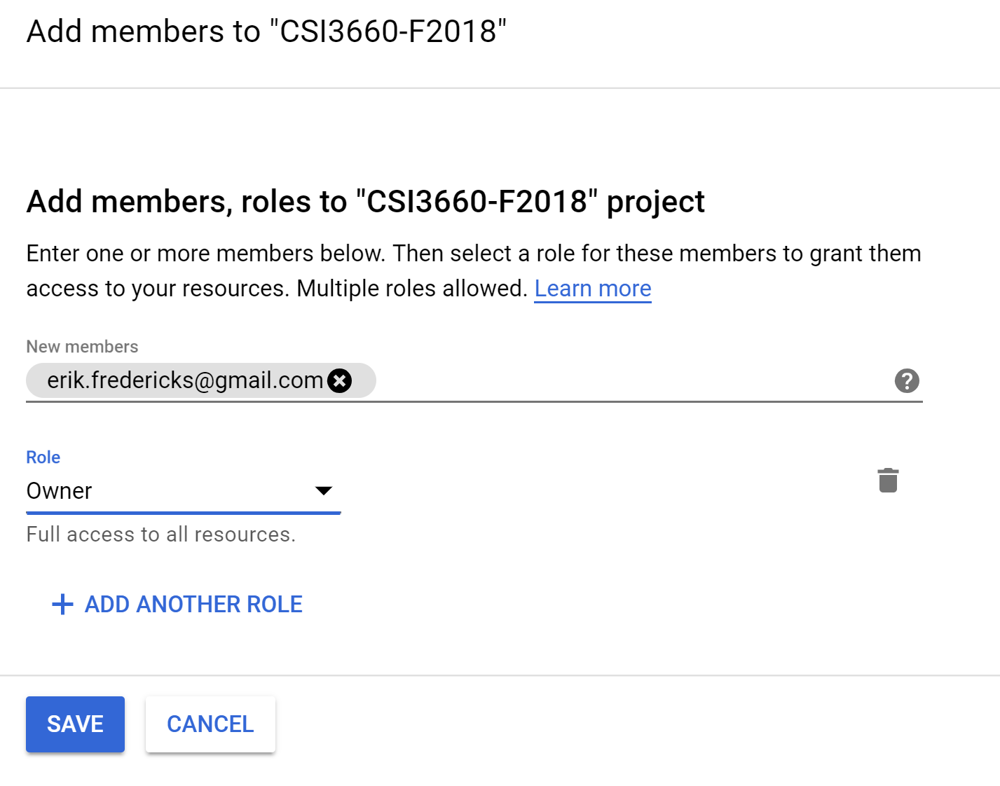 Add members to "CSI3660-F2018"
Add members, roles to "CSI3660-F2018" project
Enter one or more members below. Then select a role for these members to grant them
access to your resources. Multiple roles allowed. Learn more
New members
erik.fredericks@gmail.com
?
Role
Owner
Full access to all resources.
+ ADD ANOTHER ROLE
SAVE CANCEL